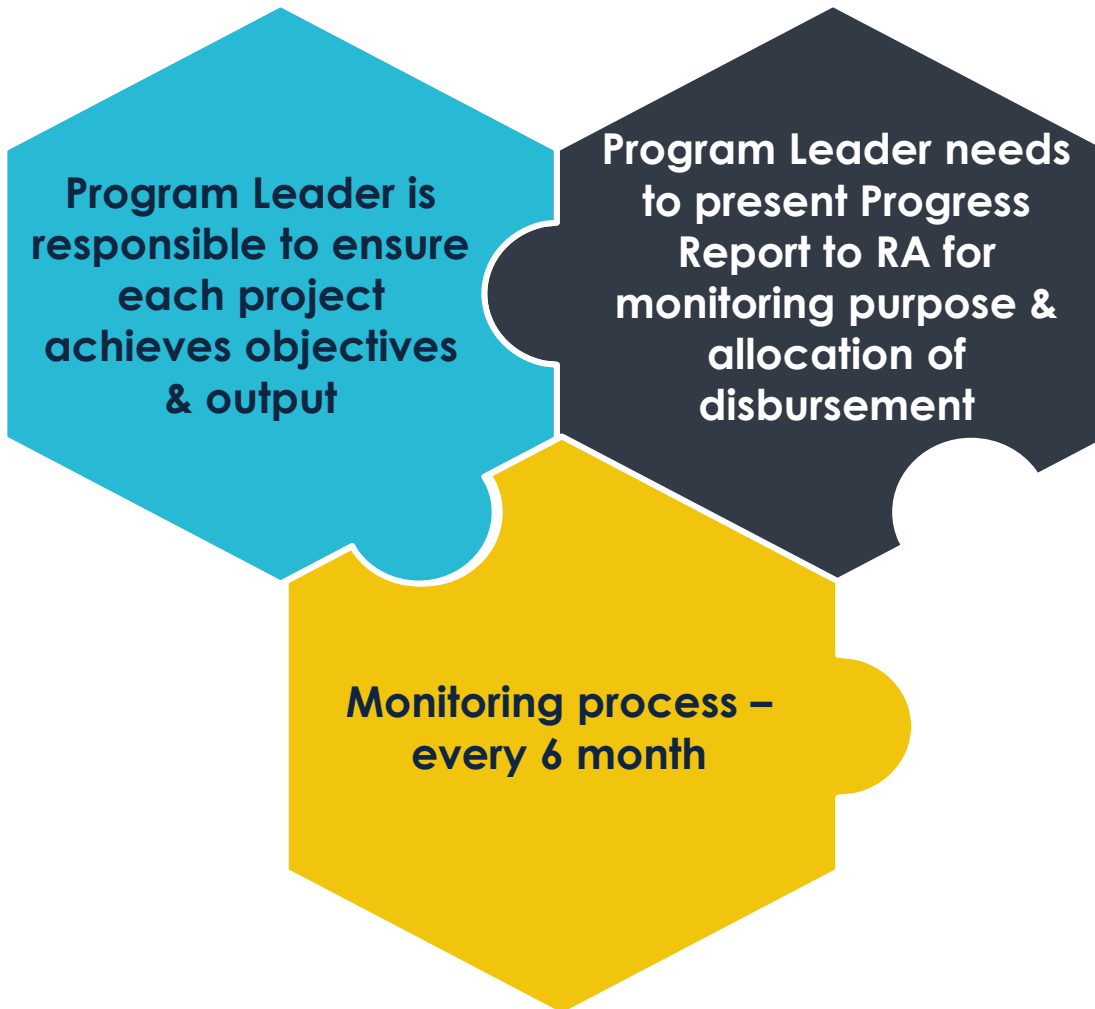 Program Leader is
responsible to ensure
each project
achieves objectives
& output
Program Leader needs
to present Progress
Report to RA for
monitoring purpose &
allocation of
disbursement
Monitoring process –
every 6 month